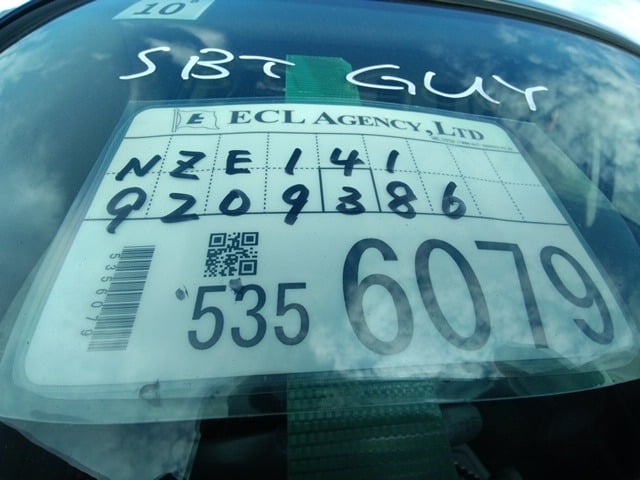 10
SBT GUY
E ECL AGENCY,LTD
NZE141
9209386
535 6079
5356079